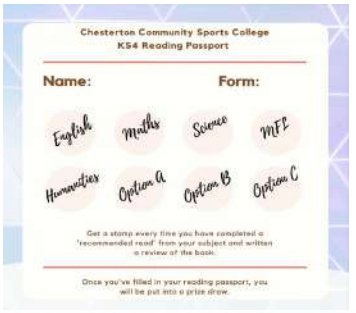 Chesterton Community Sports College
KS4 Reading Passport
Name: Form:
English Maths Science MFL
Humanities Option A Option B Option C
Get a stamp every time you have completed a
'recommended read' from your subject and written
a review of the book.
Once you've filled in your reading passport, you
will be put into a prize draw.